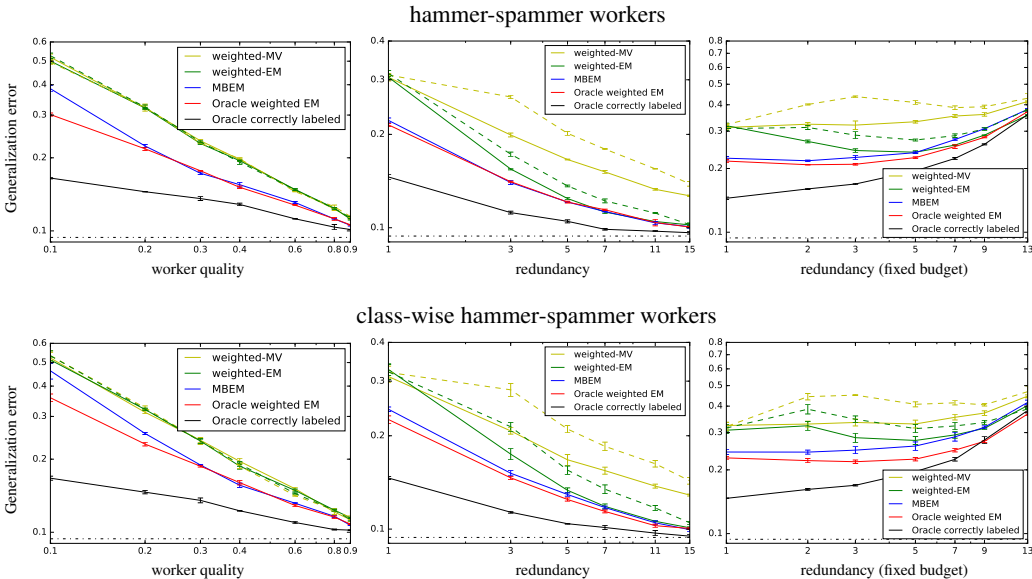 hammer-spammer workers
Generalization error
0.6
0.5
0.4
0.3
0.2
0.1
weighted-MV
weighted-EM
MBEM
Oracle weighted EM
Oracle correctly labeled
0.1 0.2 0.3 0.4 0.6 0.8 0.9
worker quality
0.4
0.3
0.2
0.1
weighted-MV
weighted-EM
MBEM
Oracle weighted EM
Oracle correctly labeled
1 3 5 7 11 15
redundancy
0.8
0.5
0.4
0.3
0.2
0.1
weighted-MV
weighted-EM
MBEM
Oracle weighted EM
Oracle correctly labeled
1 2 3 5 7 9 13
redundancy (fixed budget)
class-wise hammer-spammer workers
Generalization error
0.6
0.5
0.4
0.3
0.2
0.1
weighted-MV
weighted-EM
MBEM
Oracle weighted EM
Oracle correctly labeled
0.1 0.2 0.3 0.4 0.6 0.8 0.9
worker quality
0.4
0.3
0.2
0.1
weighted-MV
weighted-EM
MBEM
Oracle weighted EM
Oracle correctly labeled
1 3 5 7 11 15
redundancy
0.8
0.5
0.4
0.3
0.2
0.1
weighted-MV
weighted-EM
MBEM
Oracle weighted EM
Oracle correctly labeled
1 2 3 5 7 9 13
redundancy (fixed budget)